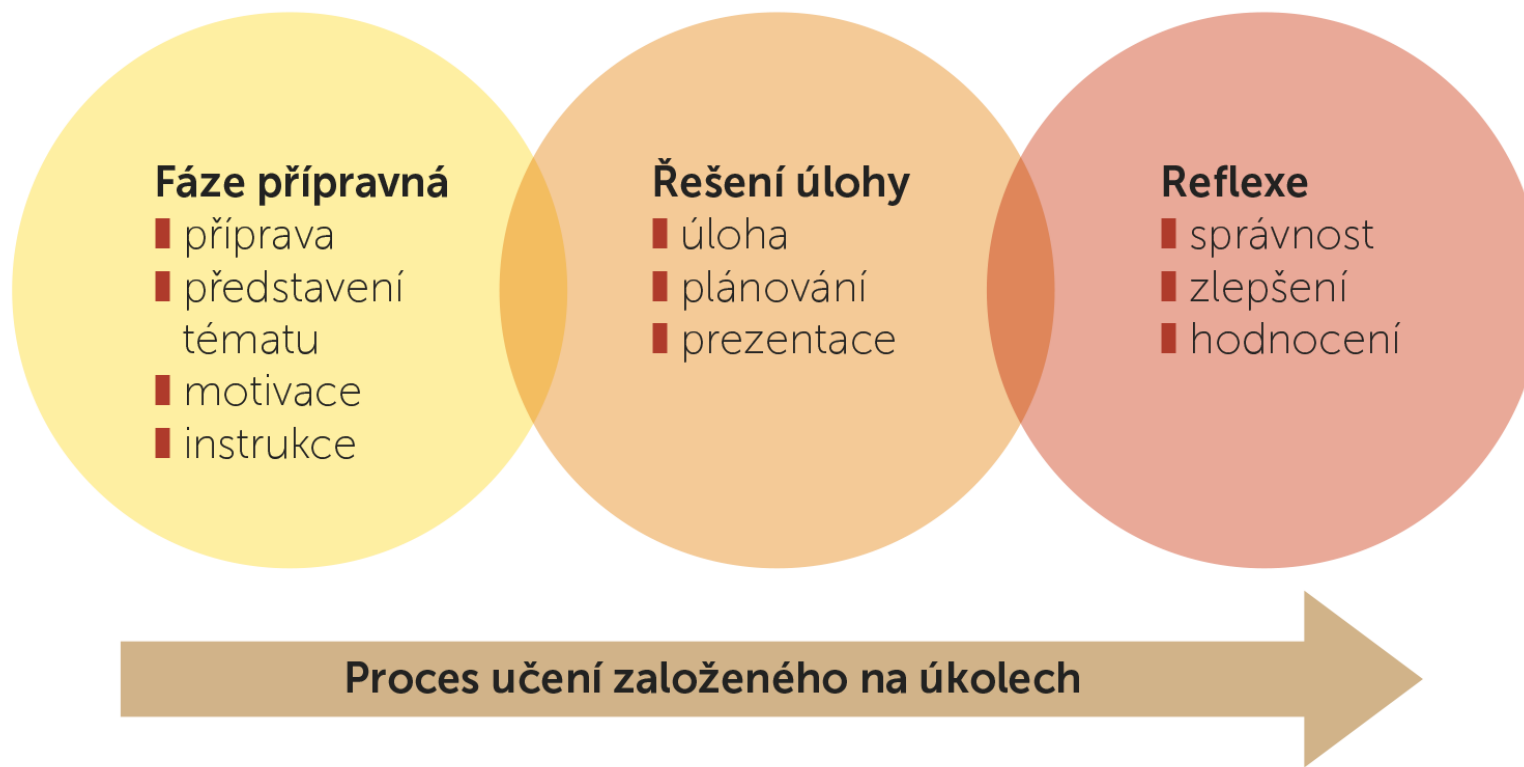 Fáze přípravná
příprava
představení
tématu
motivace
instrukce
Řešení úlohy
úloha
plánování
prezentace
Reflexe
správnost
zlepšení
hodnocení
Proces učení založeného na úkolech